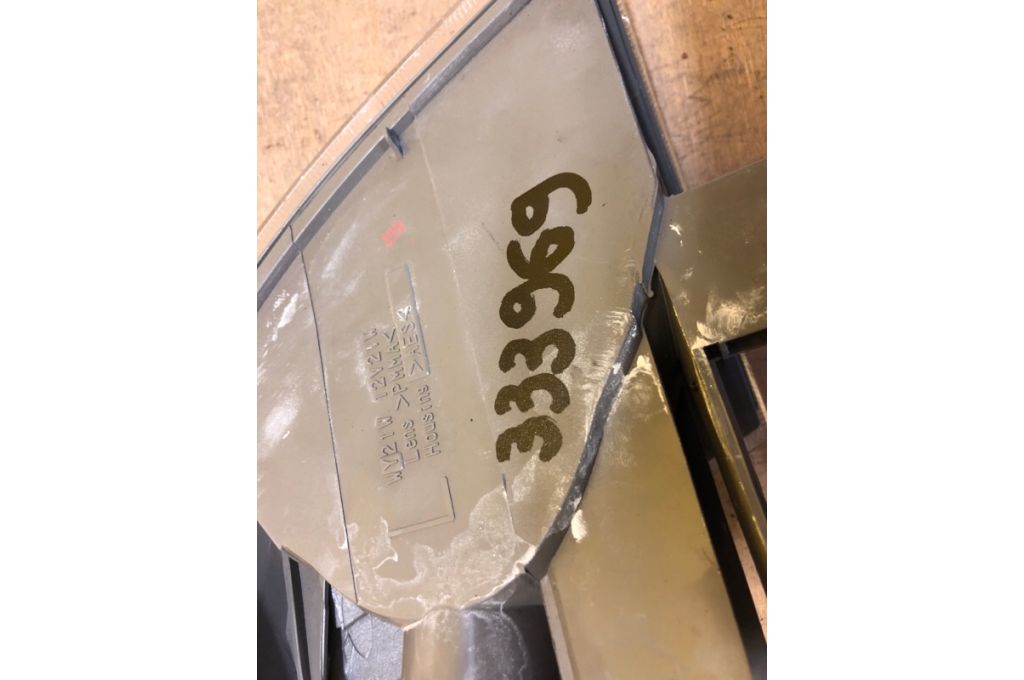 WY21W 12V21W
Lens >PMMA<
Housing >AES<
333969